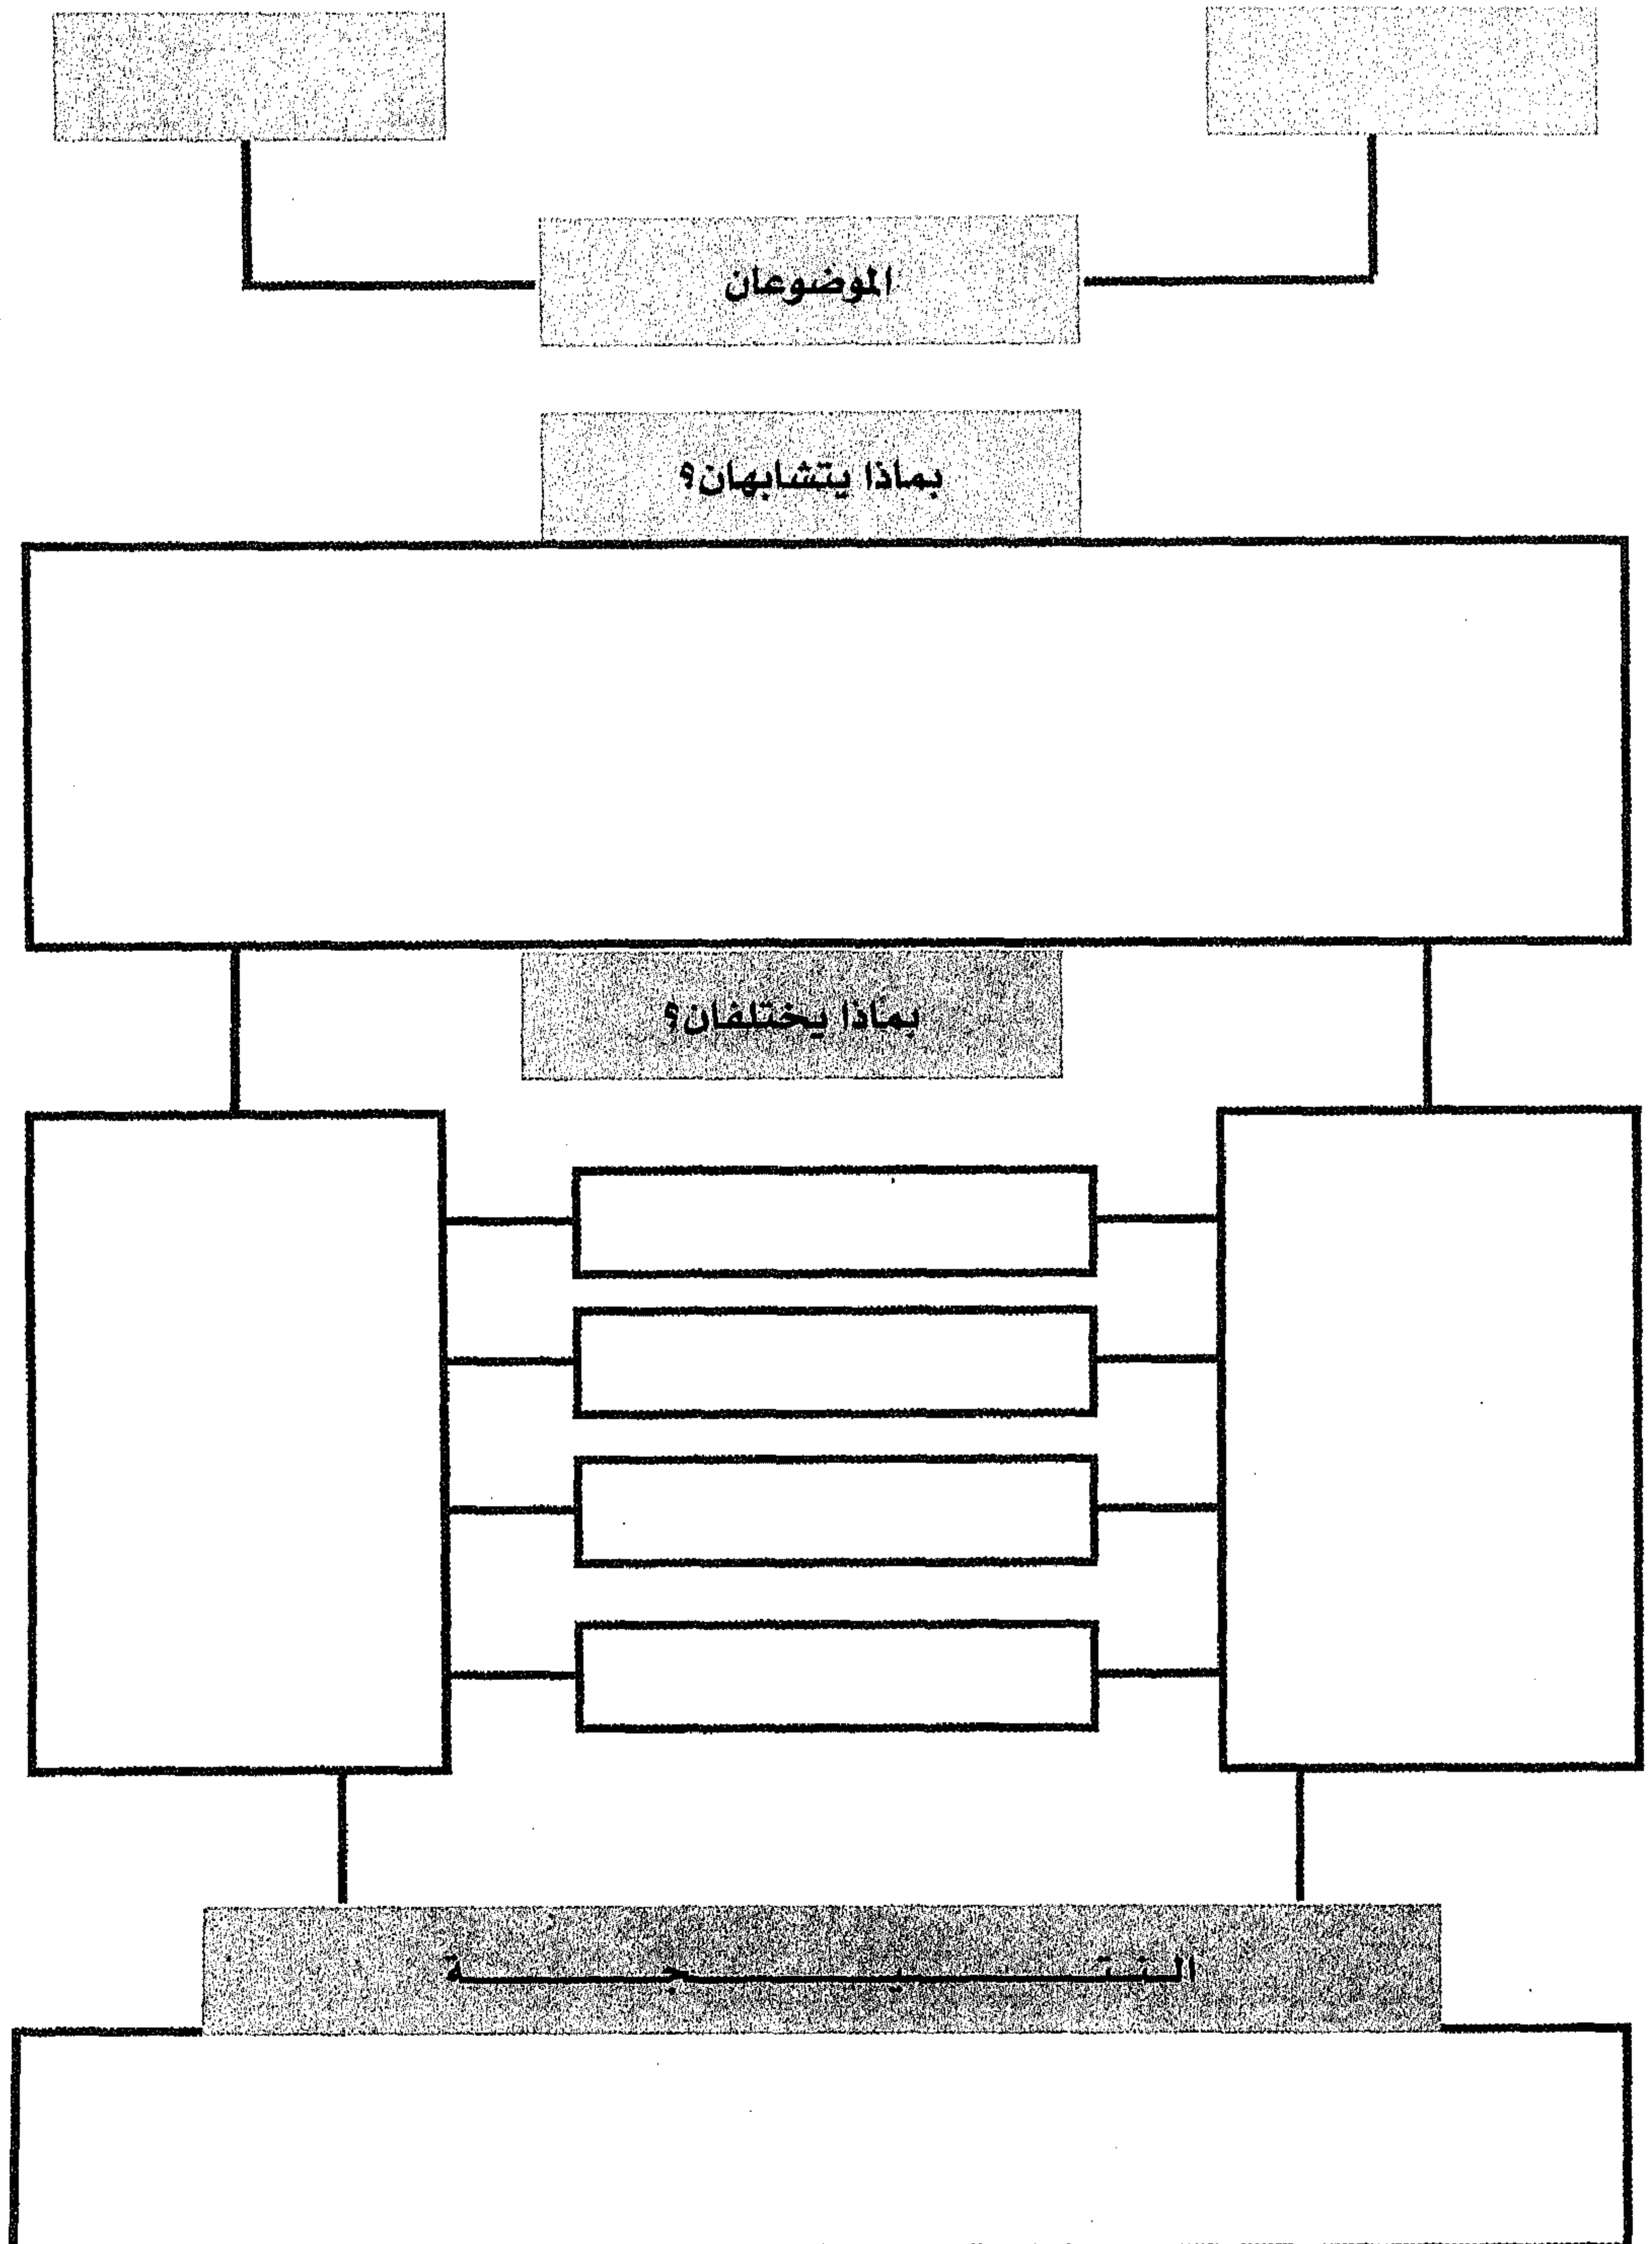 الموضوعان
بماذا يتشابهان؟
بماذا يختلفان؟
النتيجة